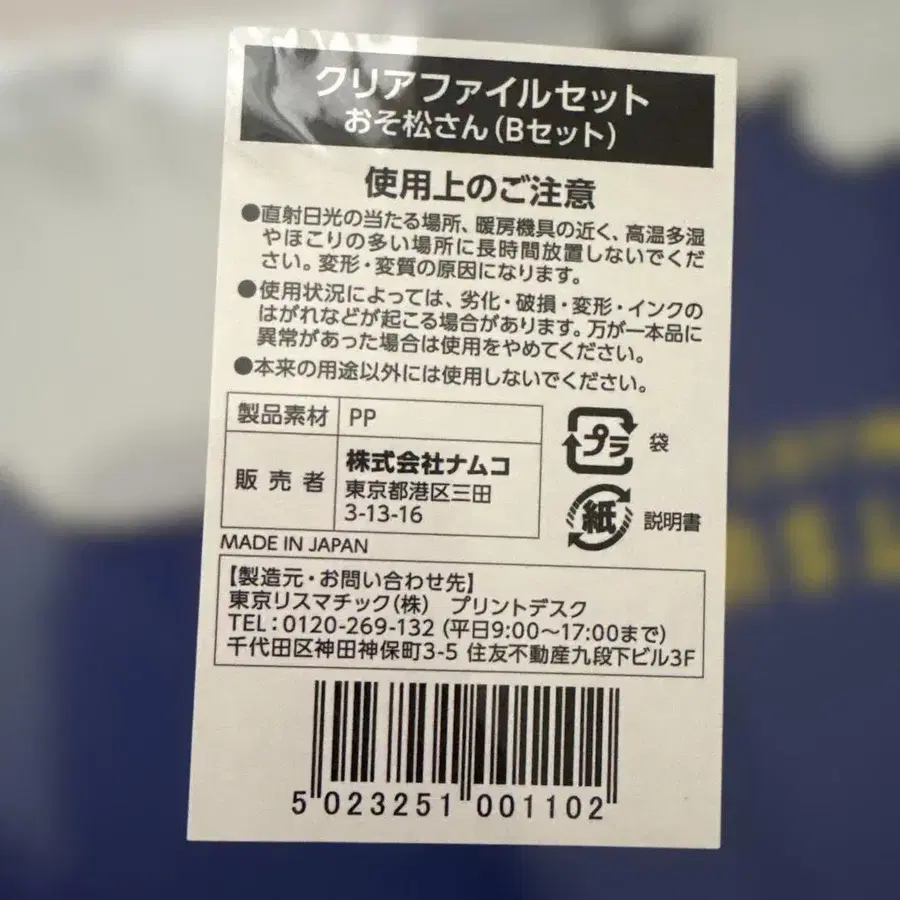 クリアファイルセット
おそ松さん(Bセット)
使用上のご注意
●直射日光の当たる場所、暖房機具の近く、高温多湿
やほこりの多い場所に長時間放置しないでくだ
さい。変形・変質の原因になります。
●使用状況によっては、劣化・破損・変形・インクの
はがれなどが起こる場合があります。万が一本品に
異常があった場合は使用をやめてください。
●本来の用途以外には使用しないでください。
製品素材 PP
販売者 株式会社ナムコ
東京都港区三田
3-13-16
プラ 袋
紙 説明書
MADE IN JAPAN
【製造元・お問い合わせ先】
東京リスマチック(株) プリントデスク
TEL:0120-269-132 (平日9:00〜17:00まで)
千代田区神田神保町3-5 住友不動産九段下ビル3F
5 023251 001102